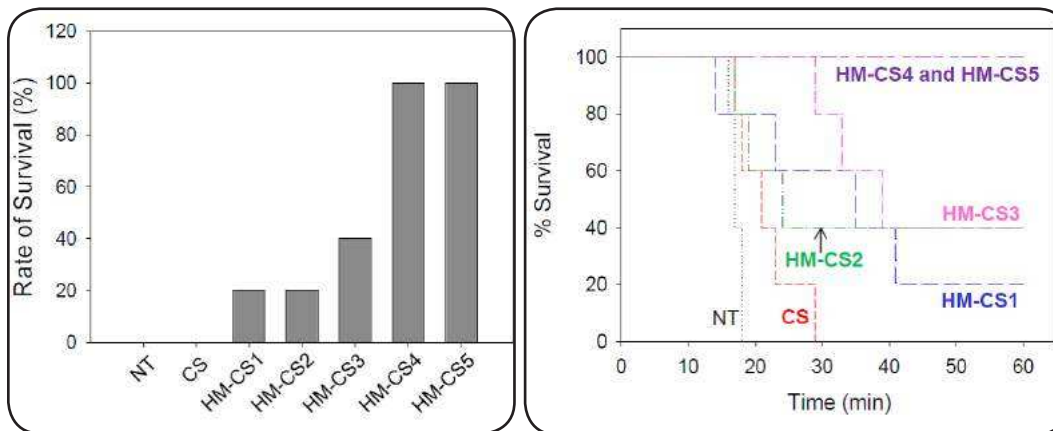 Rate of Survival (%)
120
100
80
60
40
20
0
NT
CS
HM-CS1
HM-CS2
HM-CS3
HM-CS4
HM-CS5
% Survival
100
80
60
40
20
0
HM-CS4 and HM-CS5
HM-CS3
HM-CS2
HM-CS1
NT
CS
0 10 20 30 40 50 60
Time (min)